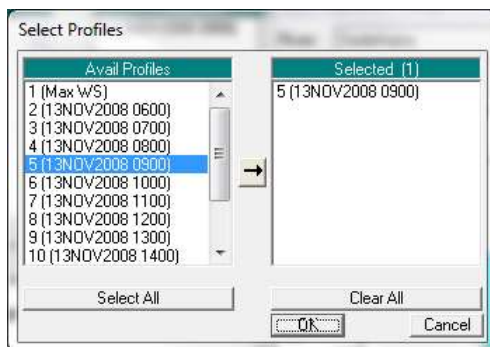 Select Profiles
Avail Profiles
1 (Max WS)
2 (13NOV2008 0600)
3 (13NOV2008 0700)
4 (13NOV2008 0800)
5 (13NOV2008 0900)
6 (13NOV2008 1000)
7 (13NOV2008 1100)
8 (13NOV2008 1200)
9 (13NOV2008 1300)
10 (13NOV2008 1400)
Selected (1)
5 (13NOV2008 0900)
Select All
Clear All
OK
Cancel